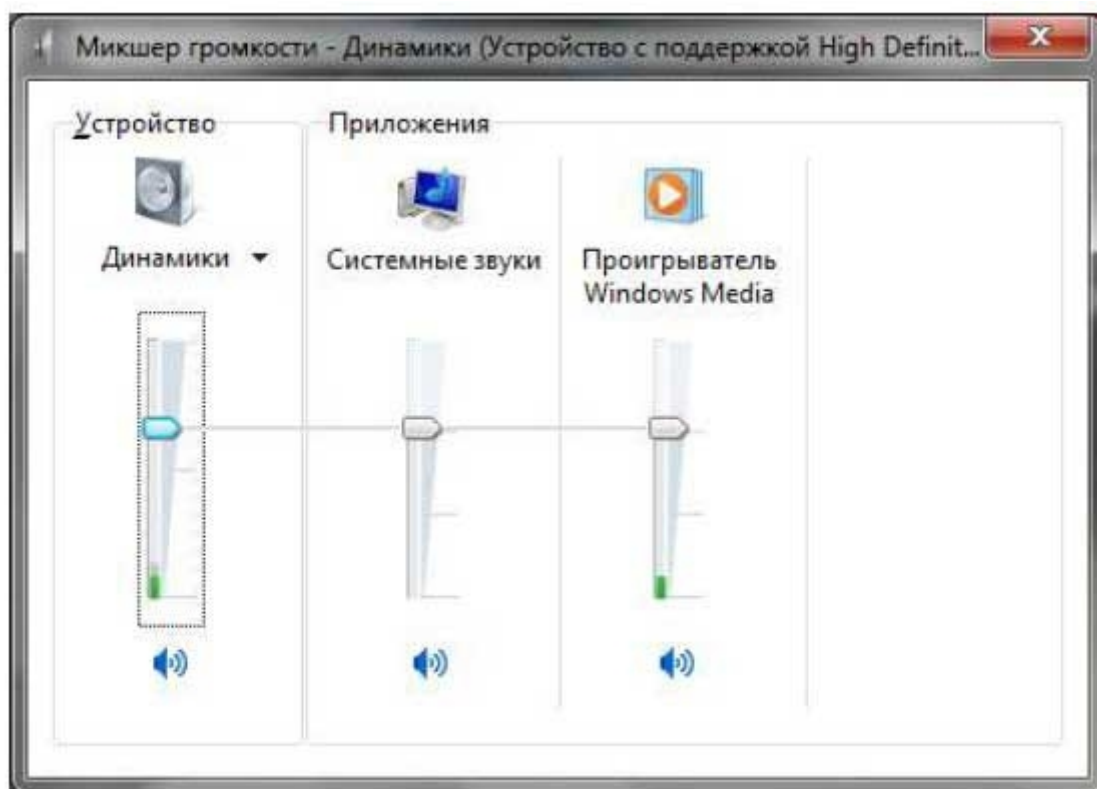 Микшер громкости - Динамики (Устройство с поддержкой High Definit...
Устройство
Приложения
Динамики
Системные звуки
Проигрыватель
Windows Media